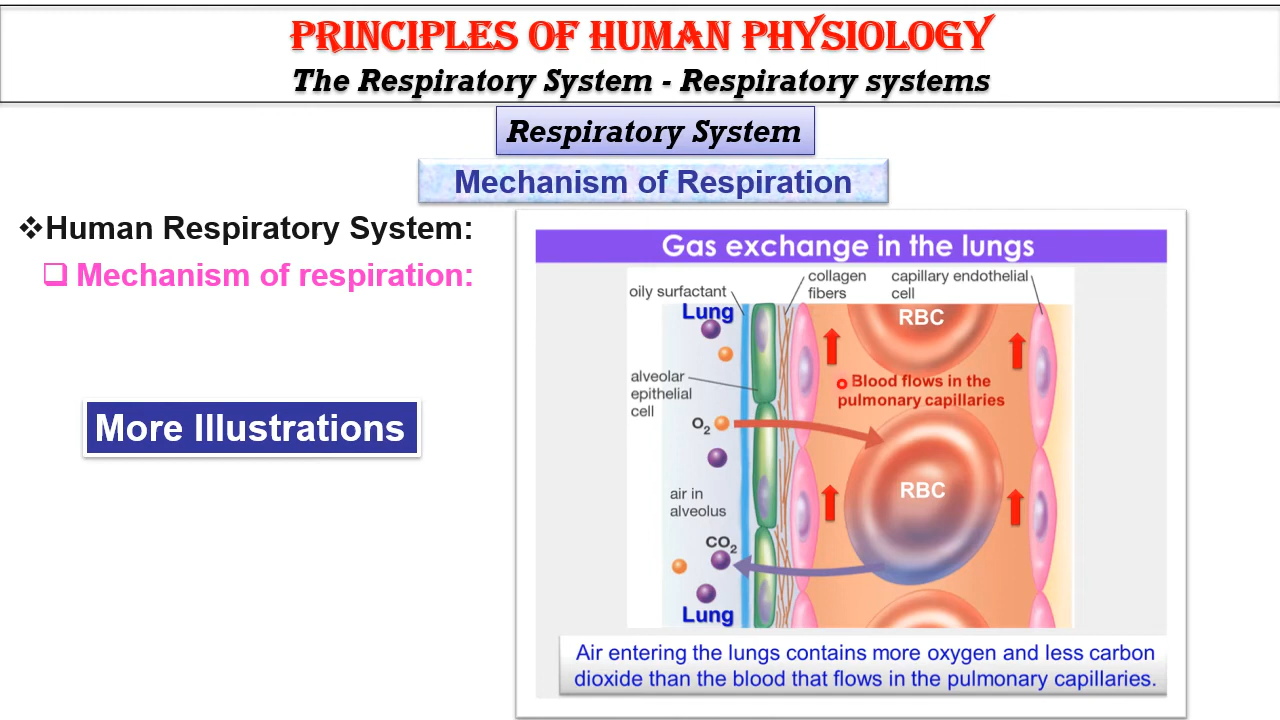 PRINCIPLES OF HUMAN PHYSIOLOGY
The Respiratory System - Respiratory systems
Respiratory System
Mechanism of Respiration
❖Human Respiratory System:
❑ Mechanism of respiration:
More Illustrations
Gas exchange in the lungs
oily surfactant
collagen
fibers
capillary endothelial
cell
Lung
RBC
alveolar
epithelial
cell
Blood flows in the
pulmonary capillaries
O2
RBC
air in
alveolus
CO2
Lung
Air entering the lungs contains more oxygen and less carbon
dioxide than the blood that flows in the pulmonary capillaries.